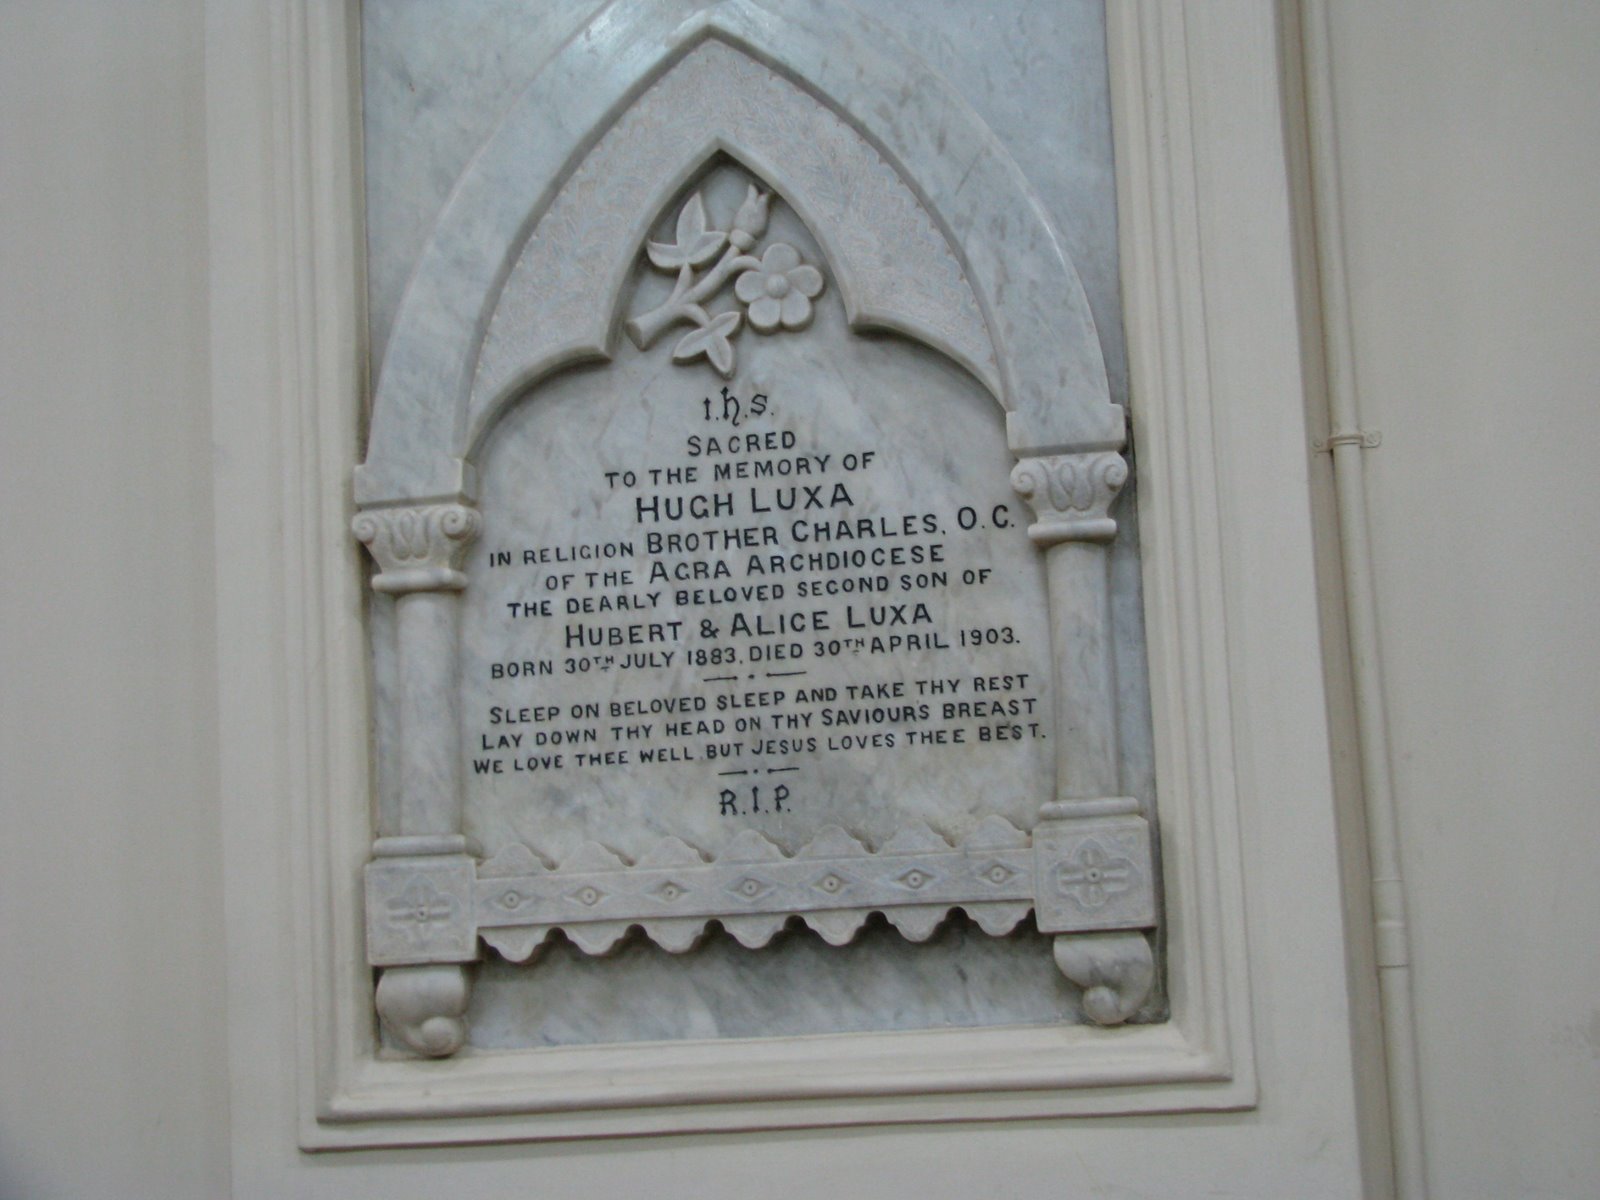 I.H.S.
SACRED
TO THE MEMORY OF
HUGH LUXA
IN RELIGION BROTHER CHARLES, O.C.
OF THE AGRA ARCHDIOCESE
THE DEARLY BELOVED SECOND SON OF
HUBERT & ALICE LUXA
BORN 30TH JULY 1883. DIED 30TH APRIL 1903.
SLEEP ON BELOVED SLEEP AND TAKE THY REST
LAY DOWN THY HEAD ON THY SAVIOURS BREAST
WE LOVE THEE WELL, BUT JESUS LOVES THEE BEST.
R.I.P.